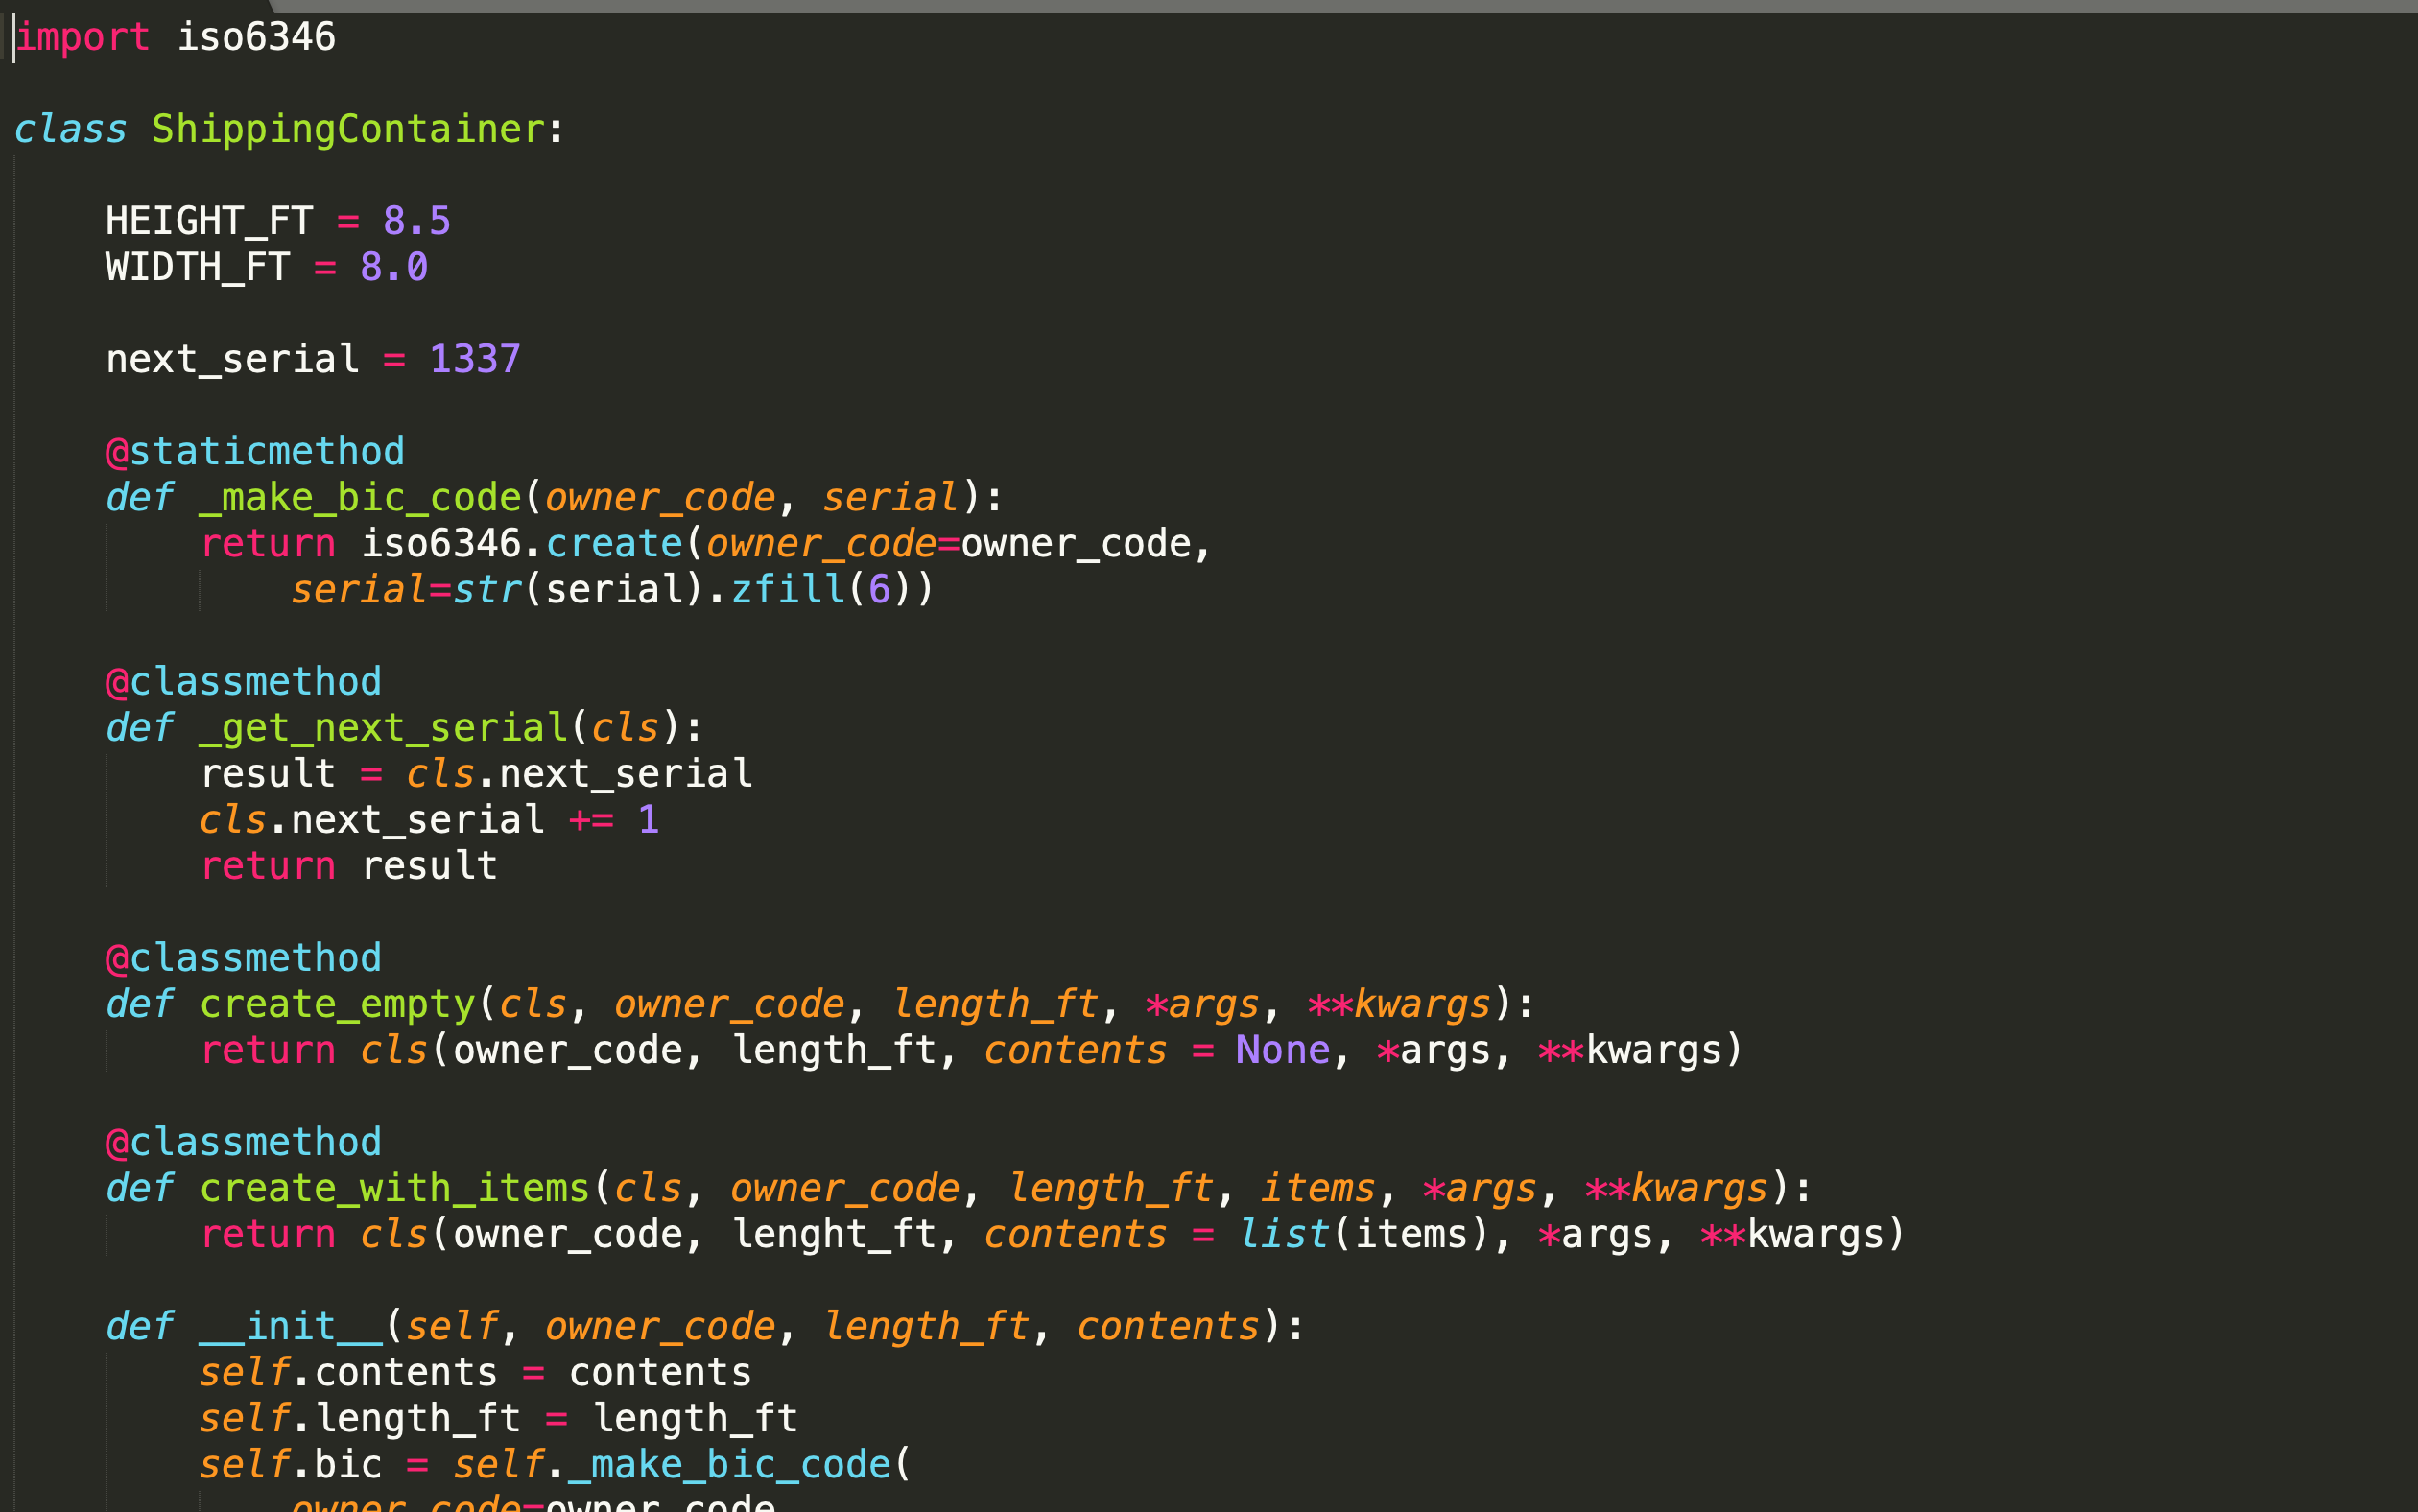 import iso6346

class ShippingContainer:

    HEIGHT_FT = 8.5
    WIDTH_FT = 8.0

    next_serial = 1337

    @staticmethod
    def _make_bic_code(owner_code, serial):
        return iso6346.create(owner_code=owner_code,
            serial=str(serial).zfill(6))

    @classmethod
    def _get_next_serial(cls):
        result = cls.next_serial
        cls.next_serial += 1
        return result

    @classmethod
    def create_empty(cls, owner_code, length_ft, *args, **kwargs):
        return cls(owner_code, length_ft, contents = None, *args, **kwargs)

    @classmethod
    def create_with_items(cls, owner_code, length_ft, items, *args, **kwargs):
        return cls(owner_code, lenght_ft, contents = list(items), *args, **kwargs)

    def __init__(self, owner_code, length_ft, contents):
        self.contents = contents
        self.length_ft = length_ft
        self.bic = self._make_bic_code(
            owner_code=owner_code